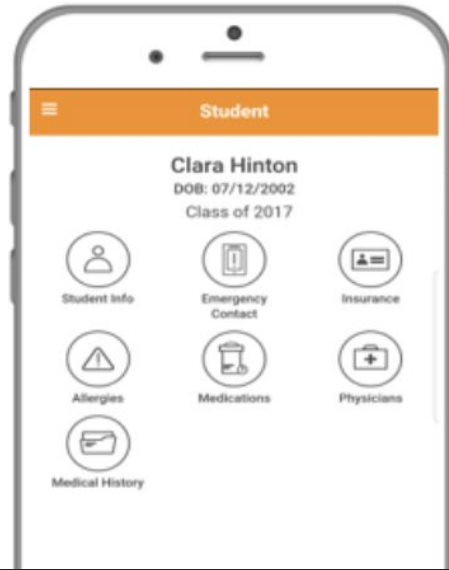 Student
Clara Hinton
DOB: 07/12/2002
Class of 2017
Student Info
Emergency
Contact
Insurance
Allergies
Medications
Physicians
Medical History